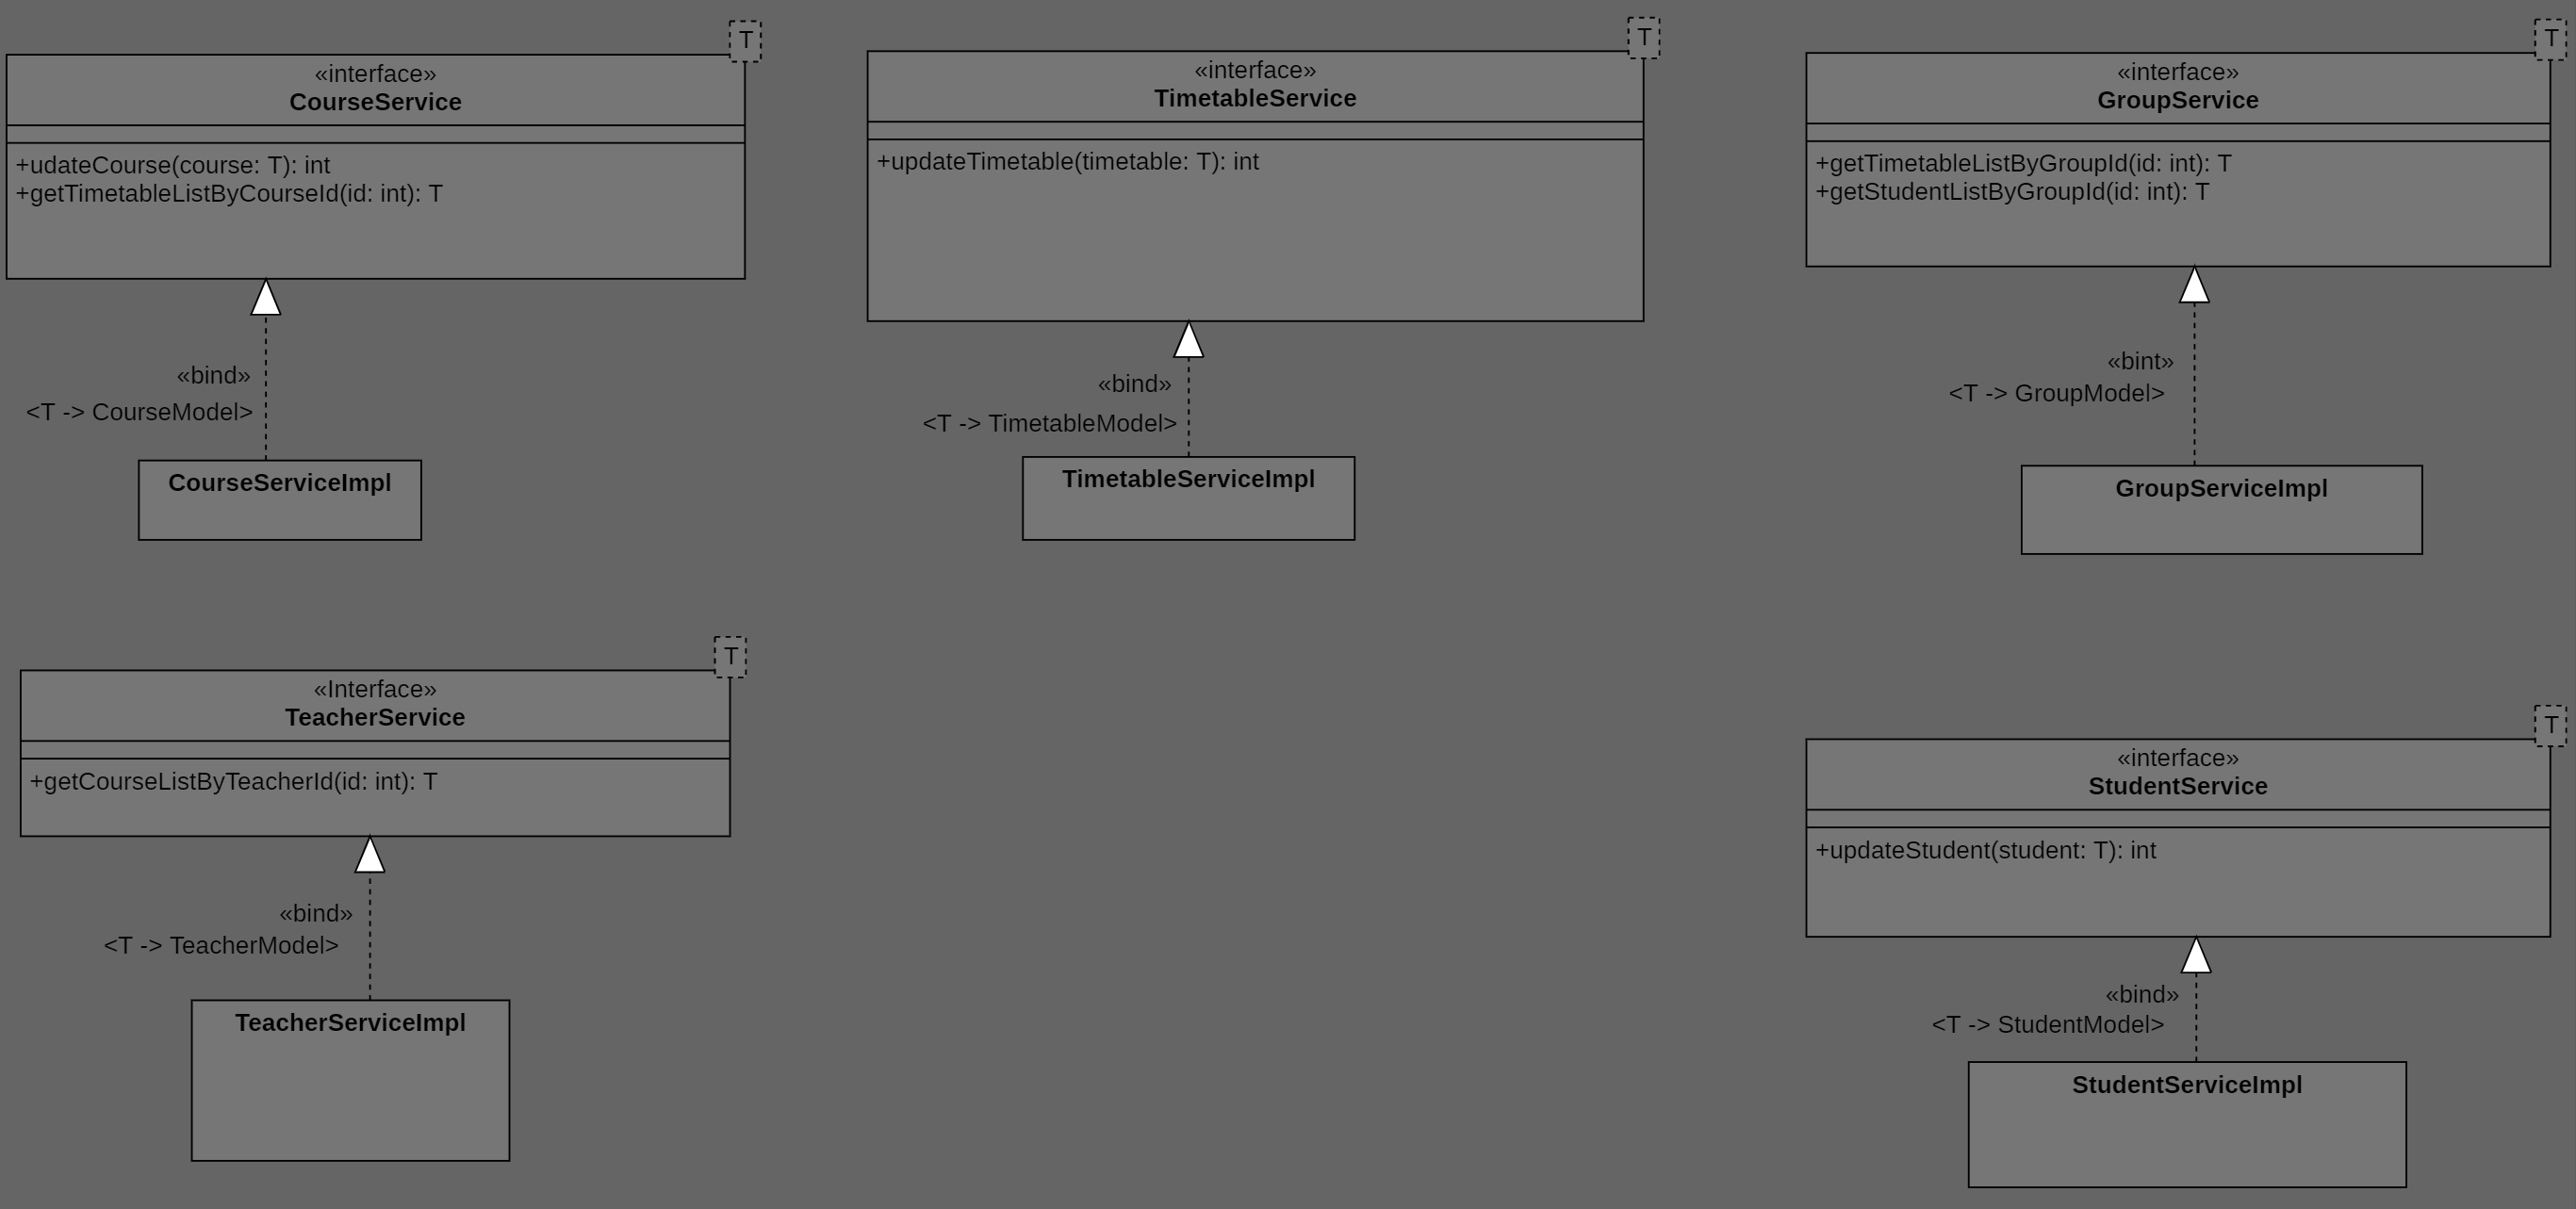 T
«interface»
CourseService
+udateCourse(course: T): int
+getTimetableListByCourseId(id: int): T
«bind»
<T -> CourseModel>
CourseServiceImpl
T
«interface»
TimetableService
+updateTimetable(timetable: T): int
«bind»
<T -> TimetableModel>
TimetableServiceImpl
T
«interface»
GroupService
+getTimetableListByGroupId(id: int): T
+getStudentListByGroupId(id: int): T
«bint»
<T -> GroupModel>
GroupServiceImpl
T
«Interface»
TeacherService
+getCourseListByTeacherId(id: int): T
«bind»
<T -> TeacherModel>
TeacherServiceImpl
T
«interface»
StudentService
+updateStudent(student: T): int
«bind»
<T -> StudentModel>
StudentServiceImpl